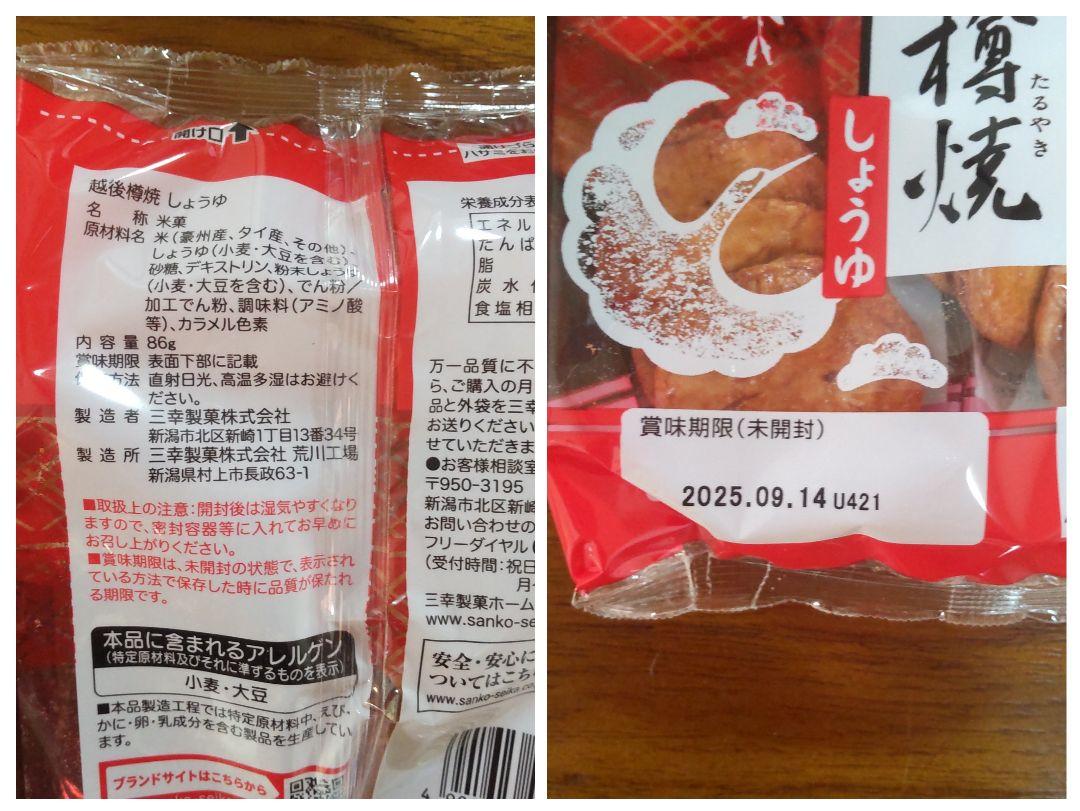 開け口
越後樽焼 しょうゆ
名称 米菓
原材料名 米(豪州産、タイ産、その他)、
しょうゆ(小麦・大豆を含む)、
砂糖、デキストリン、粉末しょうゆ
(小麦・大豆を含む)、でん粉/
加工でん粉、調味料(アミノ酸
等)、カラメル色素
内容量 86g
賞味期限 表面下部に記載
方法 直射日光、高温多湿はお避けく
ださい。
製造者 三幸製菓株式会社
新潟市北区新崎1丁目13番34号
製造所 三幸製菓株式会社 荒川工場
新潟県村上市長政63-1
■取扱上の注意:開封後は湿気やすくなり
ますので、密封容器等に入れてお早めに
お召し上がりください。
■賞味期限は、未開封の状態で、表示され
ている方法で保存した時に品質が保たれ
る期限です。
本品に含まれるアレルゲン
(特定原材料及びそれに準ずるものを表示)
小麦・大豆
■本品製造工程では特定原材料中、えび、
かに・卵・乳成分を含む製品を生産してい
ます。
ブランドサイトはこちらから
栄養成分表
エネル
たんぱ
脂
炭水化
食塩相
万一品質に不
ら、ご購入の月
品と外袋を三幸
お送りください
せていただきま
●お客様相談室
〒950-3195
新潟市北区新崎
お問い合わせの
フリーダイヤル(
(受付時間:祝日
月~
三幸製菓ホーム
www.sanko-se
安全・安心に
ついてはこちら
www.sanko-seika.co
樽焼
たるやき
しょうゆ
賞味期限(未開封)
2025.09.14 U421